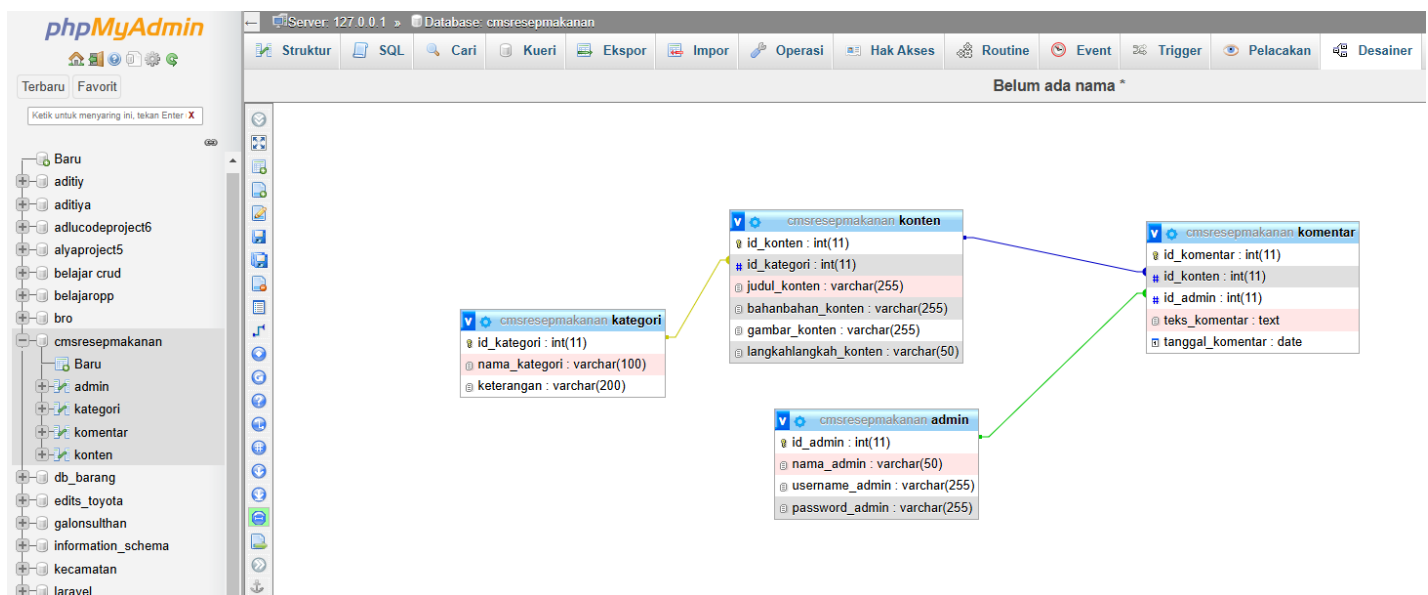 phpMyAdmin
Terbaru Favorit
Ketik untuk menyaring ini, tekan Enter X
Baru
aditiy
aditiya
adlucodeproject6
alyaproject5
belajar crud
belajaropp
bro
cmsresepmakanan
Baru
admin
kategori
komentar
konten
db_barang
edits_toyota
galonsulthan
information_schema
kecamatan
laravel
← Server: 127.0.0.1 » Database: cmsresepmakanan
Struktur SQL Cari Kueri Ekspor Impor Operasi Hak Akses Routine Event Trigger Pelacakan Desainer
Belum ada nama *
v cmsresepmakanan kategori
id_kategori : int(11)
nama_kategori : varchar(100)
keterangan : varchar(200)
v cmsresepmakanan konten
id_konten : int(11)
# id_kategori : int(11)
judul_konten : varchar(255)
bahanbahan_konten : varchar(255)
gambar_konten : varchar(255)
langkahlangkah_konten : varchar(50)
v cmsresepmakanan admin
id_admin : int(11)
nama_admin : varchar(50)
username_admin : varchar(255)
password_admin : varchar(255)
v cmsresepmakanan komentar
id_komentar : int(11)
# id_konten : int(11)
# id_admin : int(11)
teks_komentar : text
tanggal_komentar : date